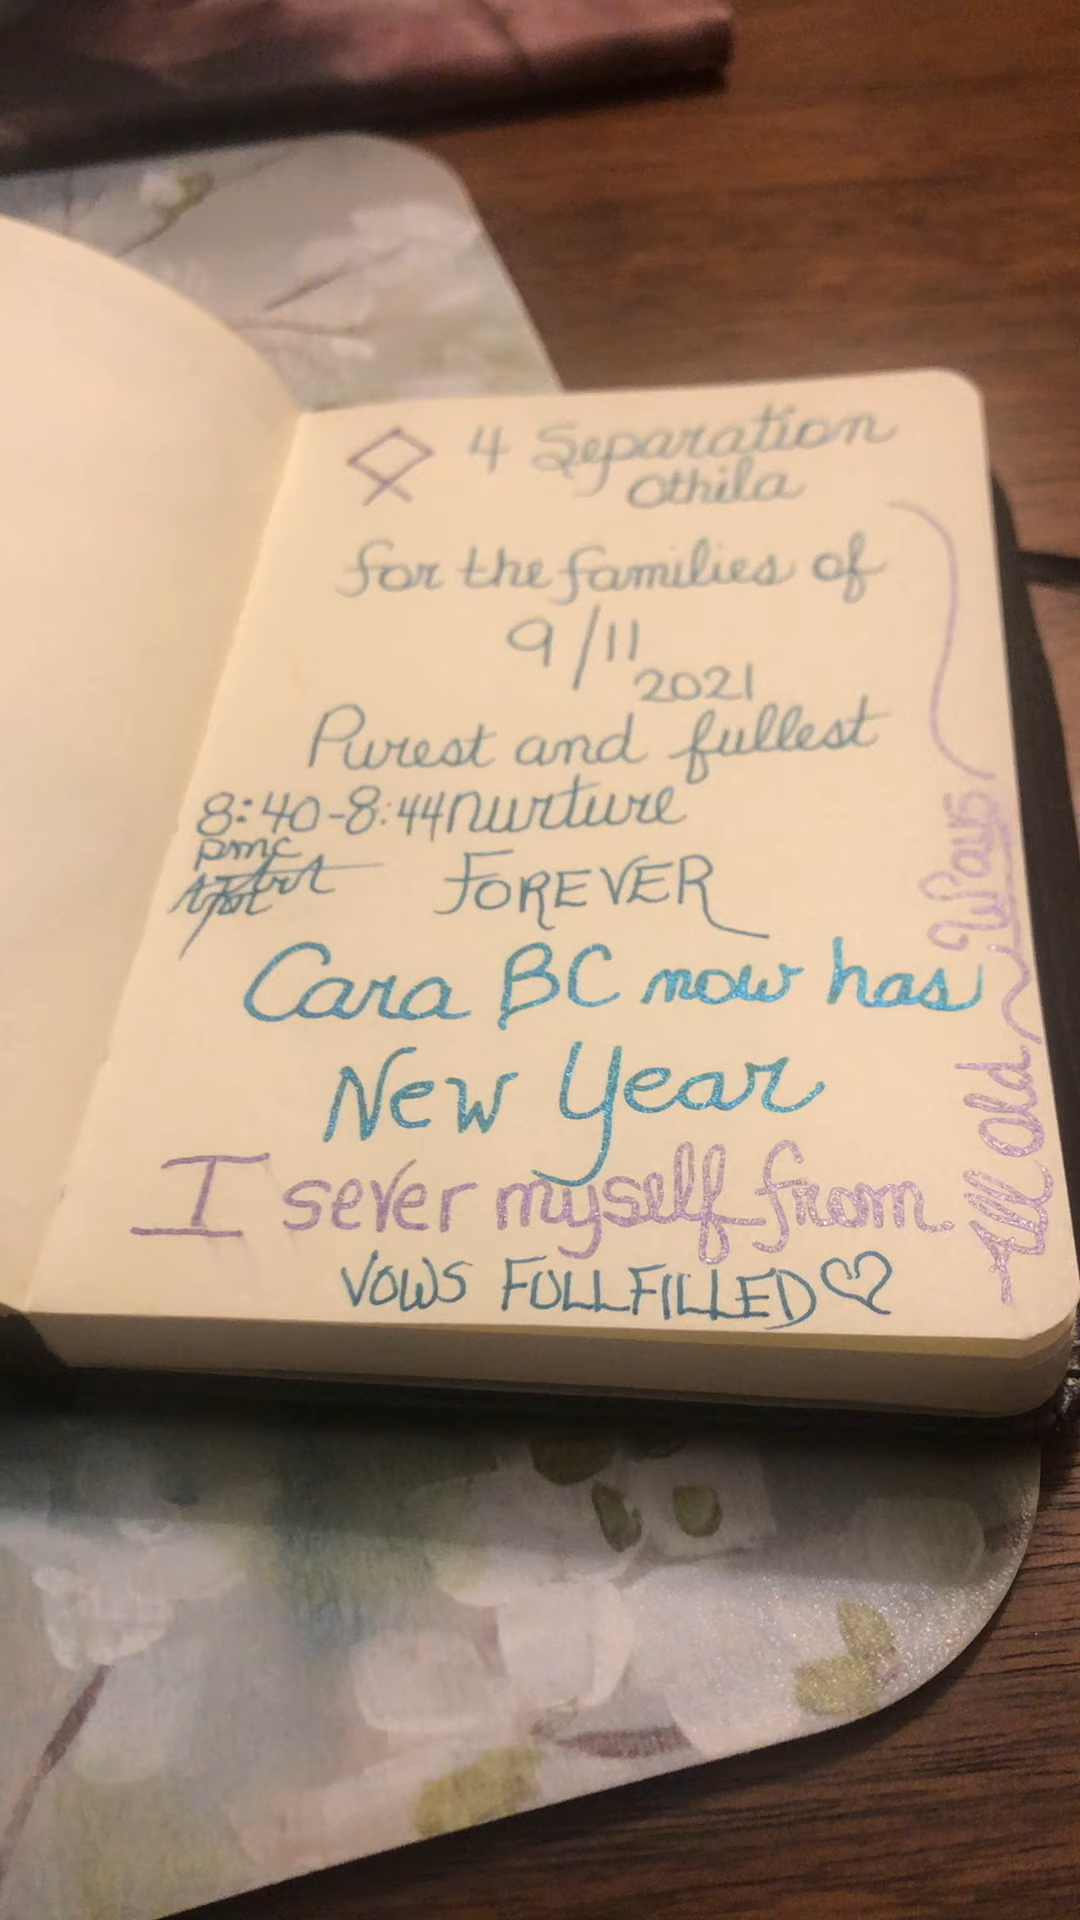 4 Separation
Othila
for the families of
9/11
2021
Purest and fullest
8:40-8:44 nurture
pmc
FOREVER
Cara BC now has
New Year
I sever myself from
All old Ways
VOWS FULLFILLED